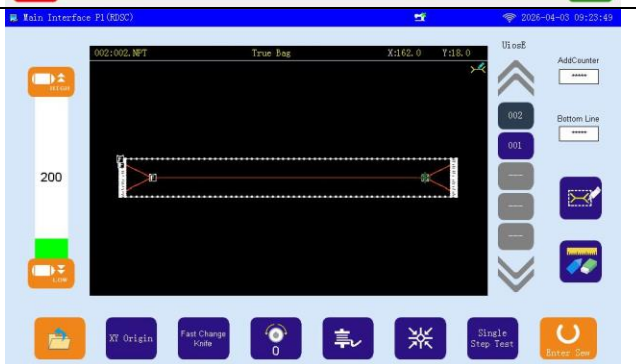 Main Interface P1(RDSC)
2026-04-03 09:23:49
002:002.NPT True Bag X:162.0 Y:18.0
UiosE
AddCounter
*****
002
Bottom Line
*****
001
200
---
---
---
LOW
XY Origin
Fast Change
Knife
0
Single
Step Test
Enter Sew